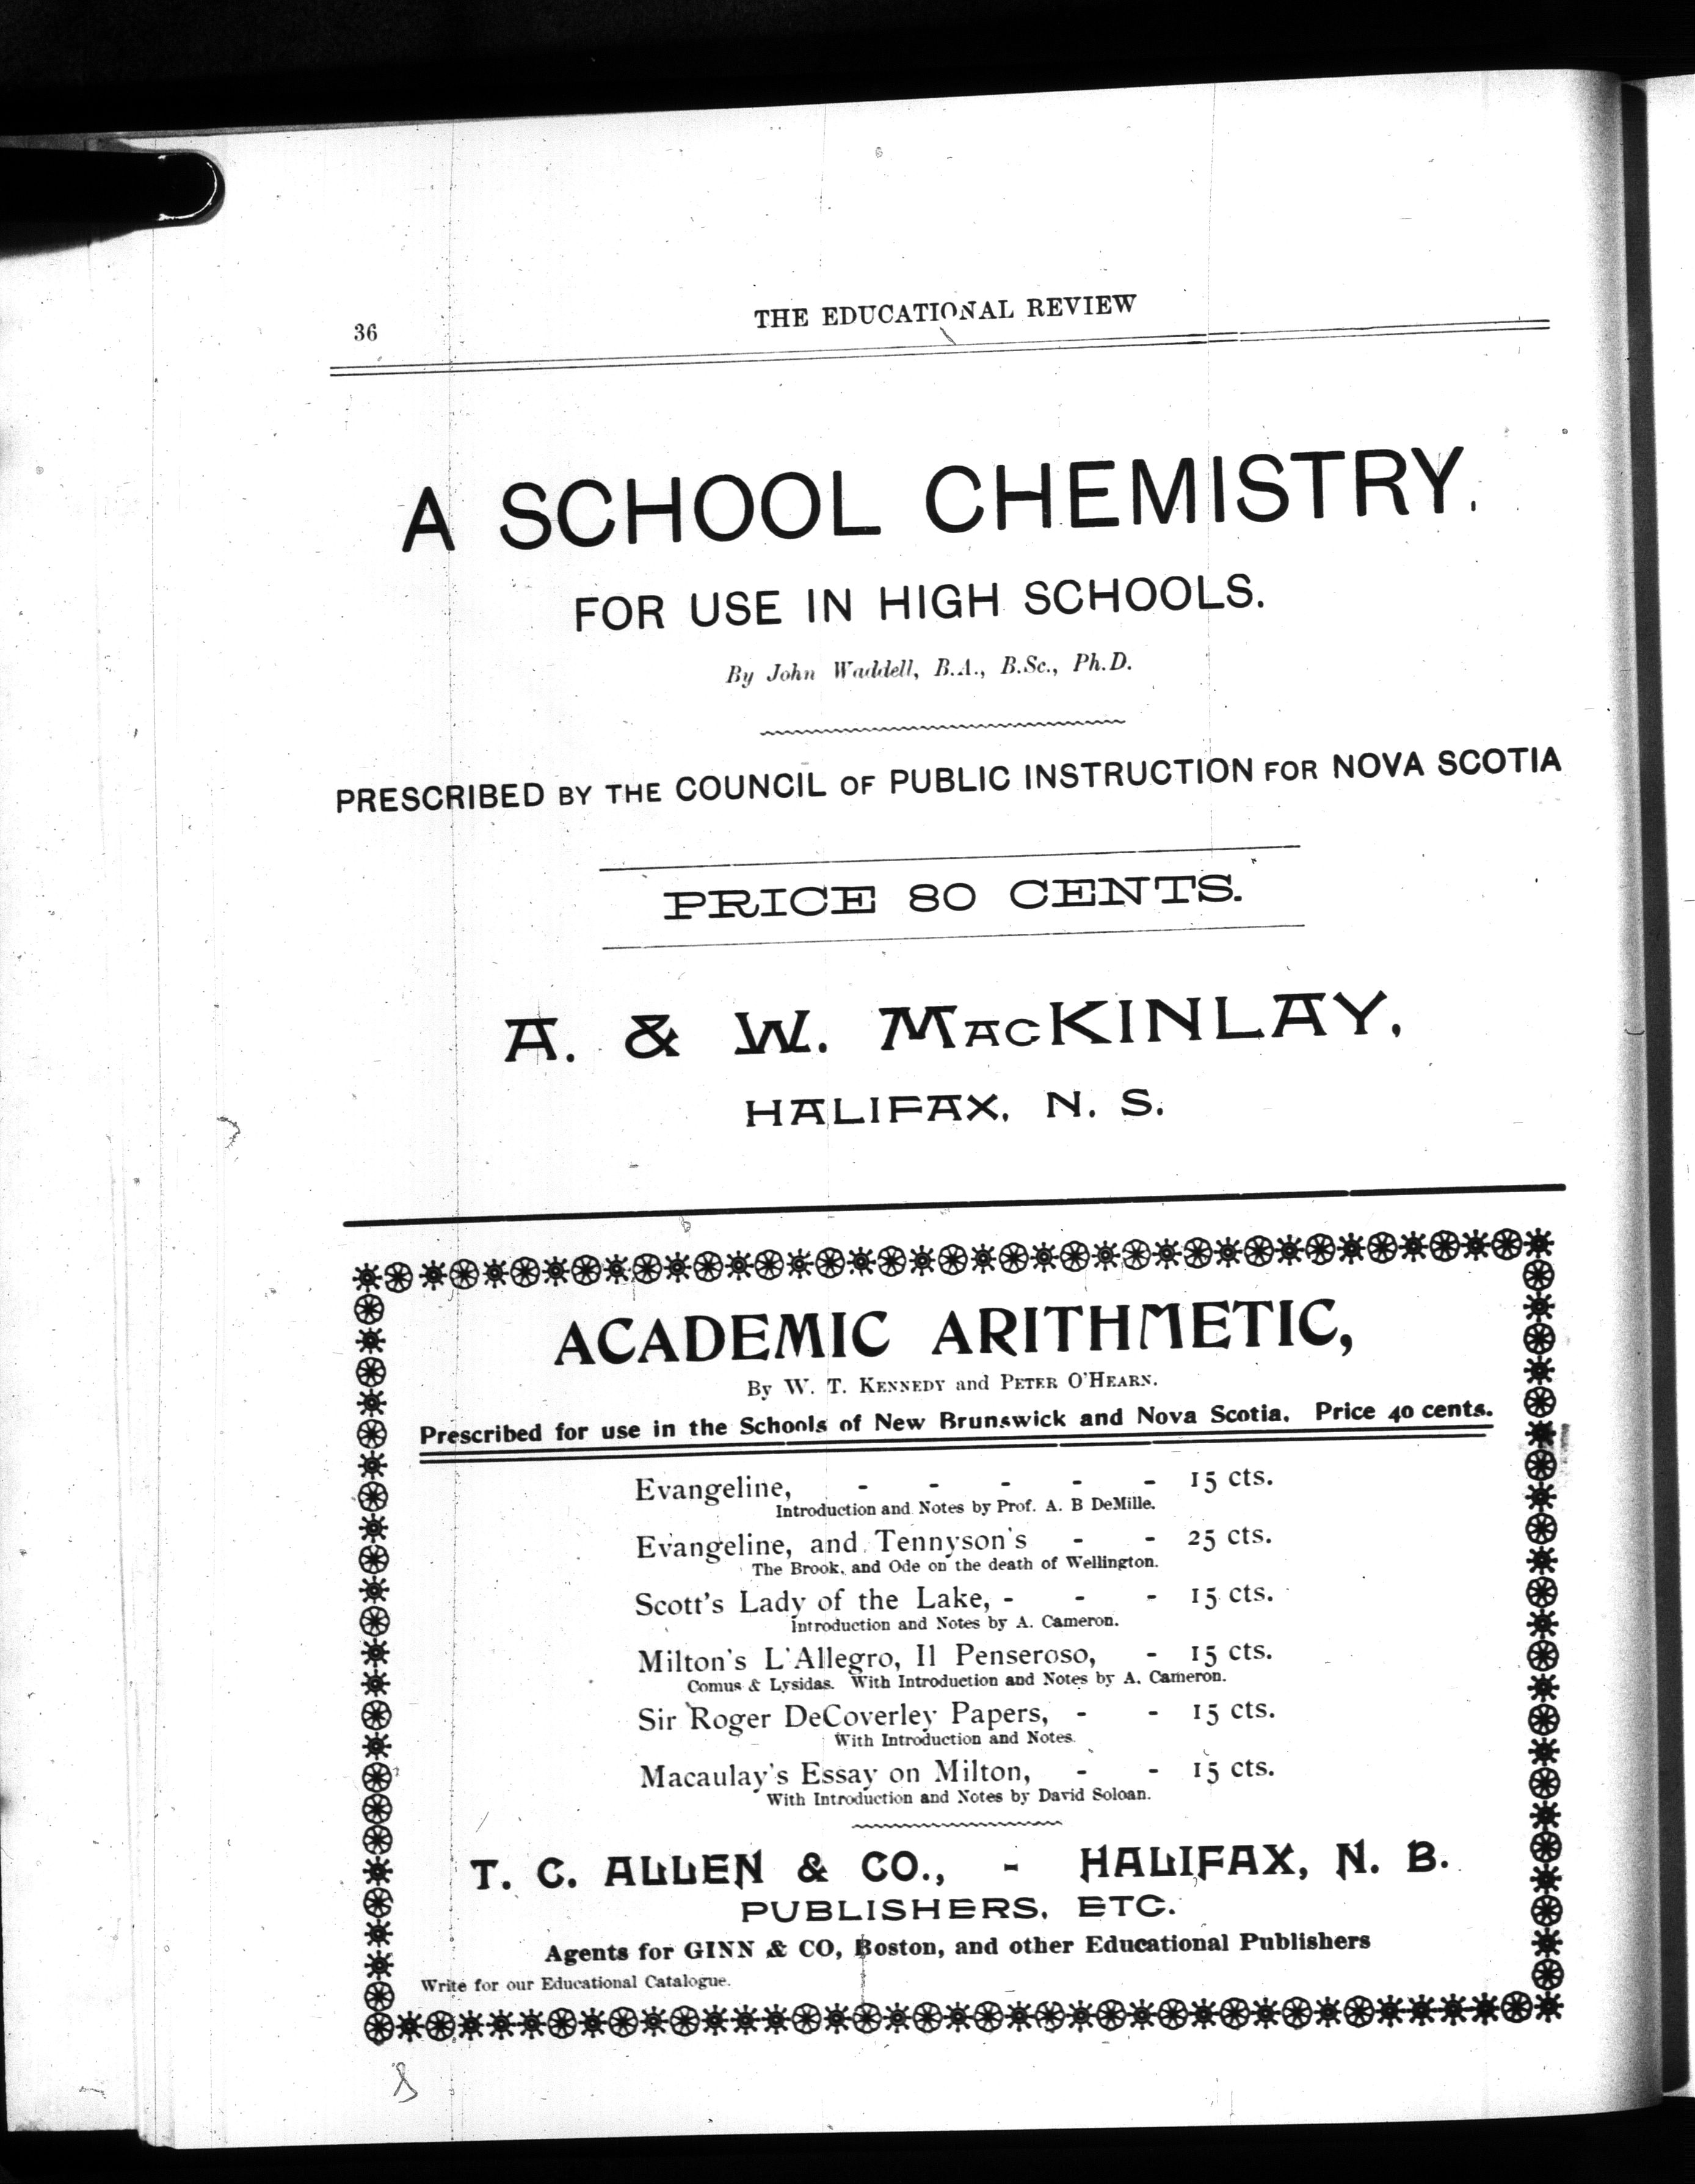 36
THE EDUCATIONAL REVIEW
A SCHOOL CHEMISTRY.
FOR USE IN HIGH SCHOOLS.
By John Waddell, B.A., B.Sc., Ph.D.
PRESCRIBED BY THE COUNCIL OF PUBLIC INSTRUCTION FOR NOVA SCOTIA
PRICE 80 CENTS.
A. & W. MACKINLAY,
HALIFAX, N. S.
ACADEMIC ARITHMETIC,
By W. T. KENNEDY and PETER O'HEARN.
Prescribed for use in the Schools of New Brunswick and Nova Scotia. Price 40 cents.
Evangeline, - - - - - 15 cts.
Introduction and Notes by Prof. A. B DeMille.
Evangeline, and Tennyson's - - 25 cts.
The Brook, and Ode on the death of Wellington.
Scott's Lady of the Lake, - - - 15 cts.
Introduction and Notes by A. Cameron.
Milton's L'Allegro, Il Penseroso, - 15 cts.
Comus & Lysidas. With Introduction and Notes by A. Cameron.
Sir Roger DeCoverley Papers, - - 15 cts.
With Introduction and Notes.
Macaulay's Essay on Milton, - - 15 cts.
With Introduction and Notes by David Soloan.
T. C. ALLEN & CO., - HALIFAX, N. B.
PUBLISHERS, ETC.
Agents for GINN & CO, Boston, and other Educational Publishers
Write for our Educational Catalogue.